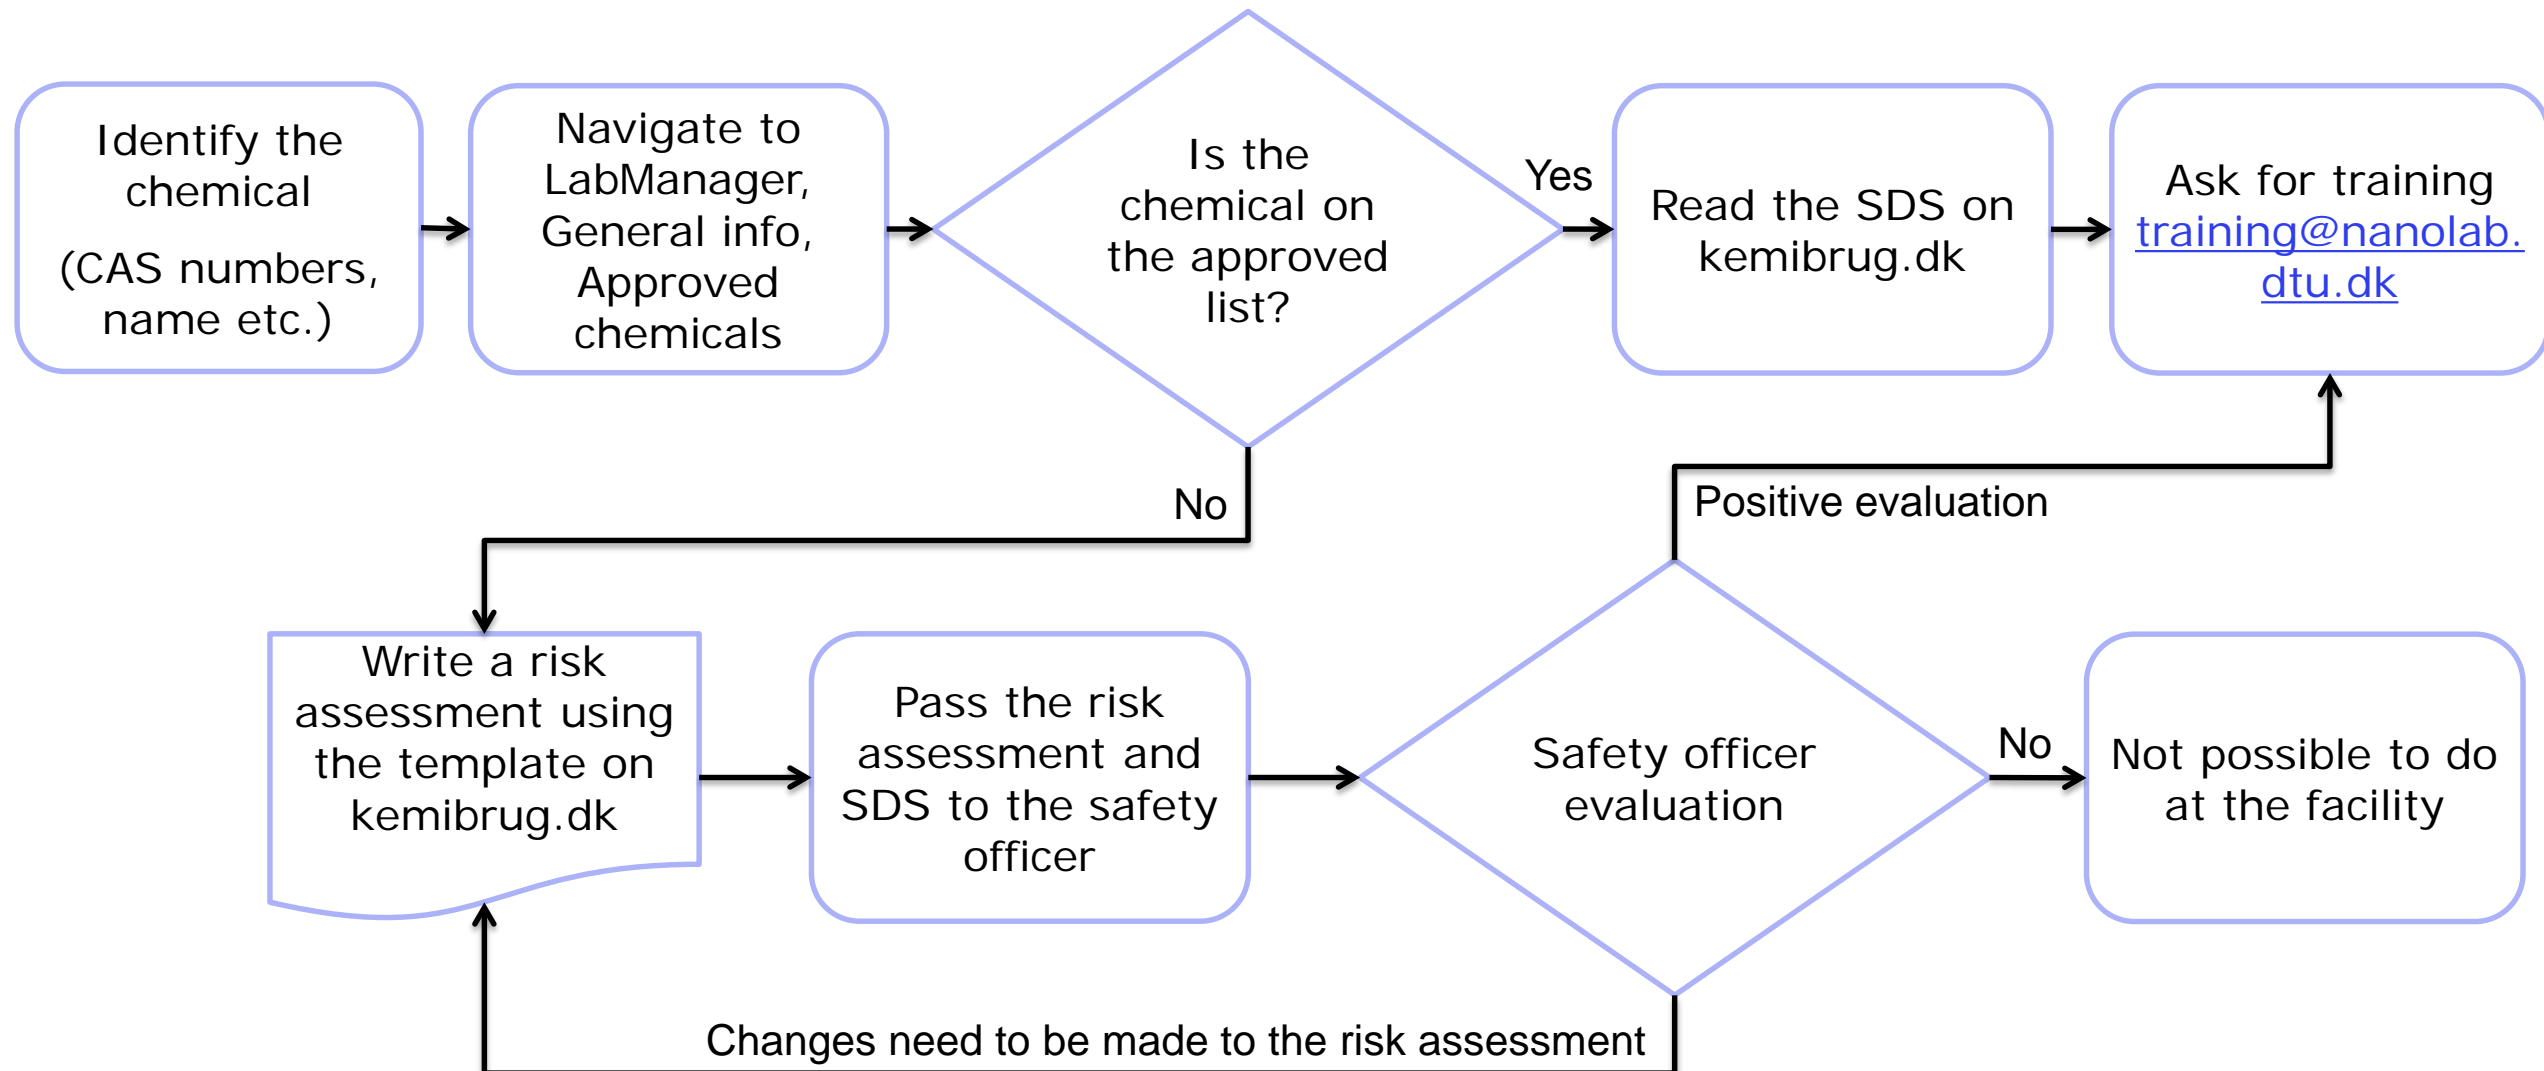 Identify the
chemical
(CAS numbers,
name etc.)
Navigate to
LabManager,
General info,
Approved
chemicals
Is the
chemical on
the approved
list?
Yes
Read the SDS on
kemibrug.dk
Ask for training
training@nanolab.
dtu.dk
No
Positive evaluation
Write a risk
assessment using
the template on
kemibrug.dk
Pass the risk
assessment and
SDS to the safety
officer
Safety officer
evaluation
No
Not possible to do
at the facility
Changes need to be made to the risk assessment